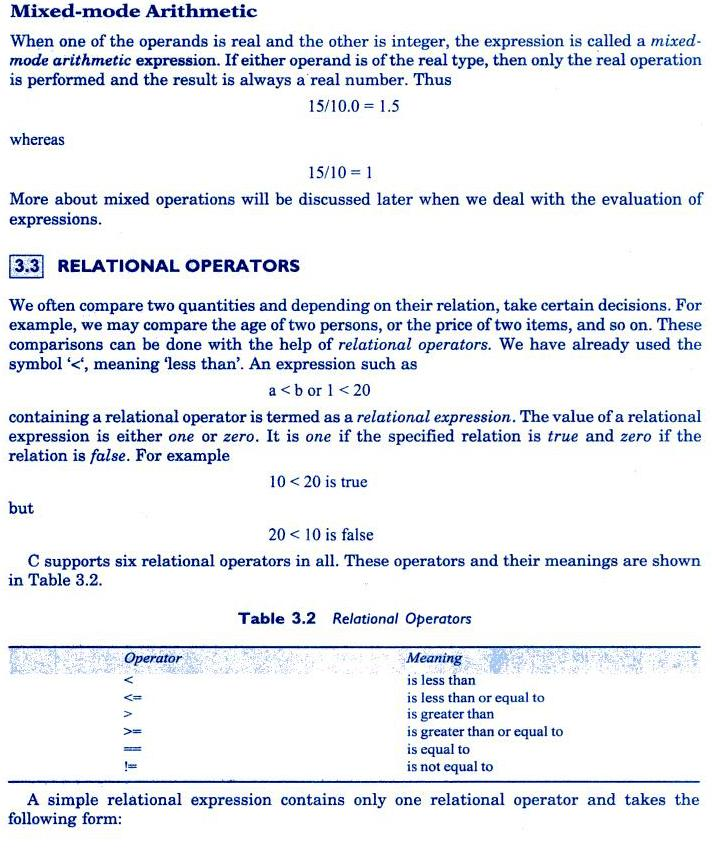 Mixed-mode Arithmetic
When one of the operands is real and the other is integer, the expression is called a mixed-
mode arithmetic expression. If either operand is of the real type, then only the real operation
is performed and the result is always a real number. Thus
15/10.0 = 1.5
whereas
15/10 = 1
More about mixed operations will be discussed later when we deal with the evaluation of
expressions.
3.3 RELATIONAL OPERATORS
We often compare two quantities and depending on their relation, take certain decisions. For
example, we may compare the age of two persons, or the price of two items, and so on. These
comparisons can be done with the help of relational operators. We have already used the
symbol ‘<‘, meaning ‘less than’. An expression such as
a < b or 1 < 20
containing a relational operator is termed as a relational expression. The value of a relational
expression is either one or zero. It is one if the specified relation is true and zero if the
relation is false. For example
10 < 20 is true
but
20 < 10 is false
C supports six relational operators in all. These operators and their meanings are shown
in Table 3.2.
Table 3.2 Relational Operators
Operator Meaning
< is less than
<= is less than or equal to
> is greater than
>= is greater than or equal to
== is equal to
!= is not equal to
A simple relational expression contains only one relational operator and takes the
following form: